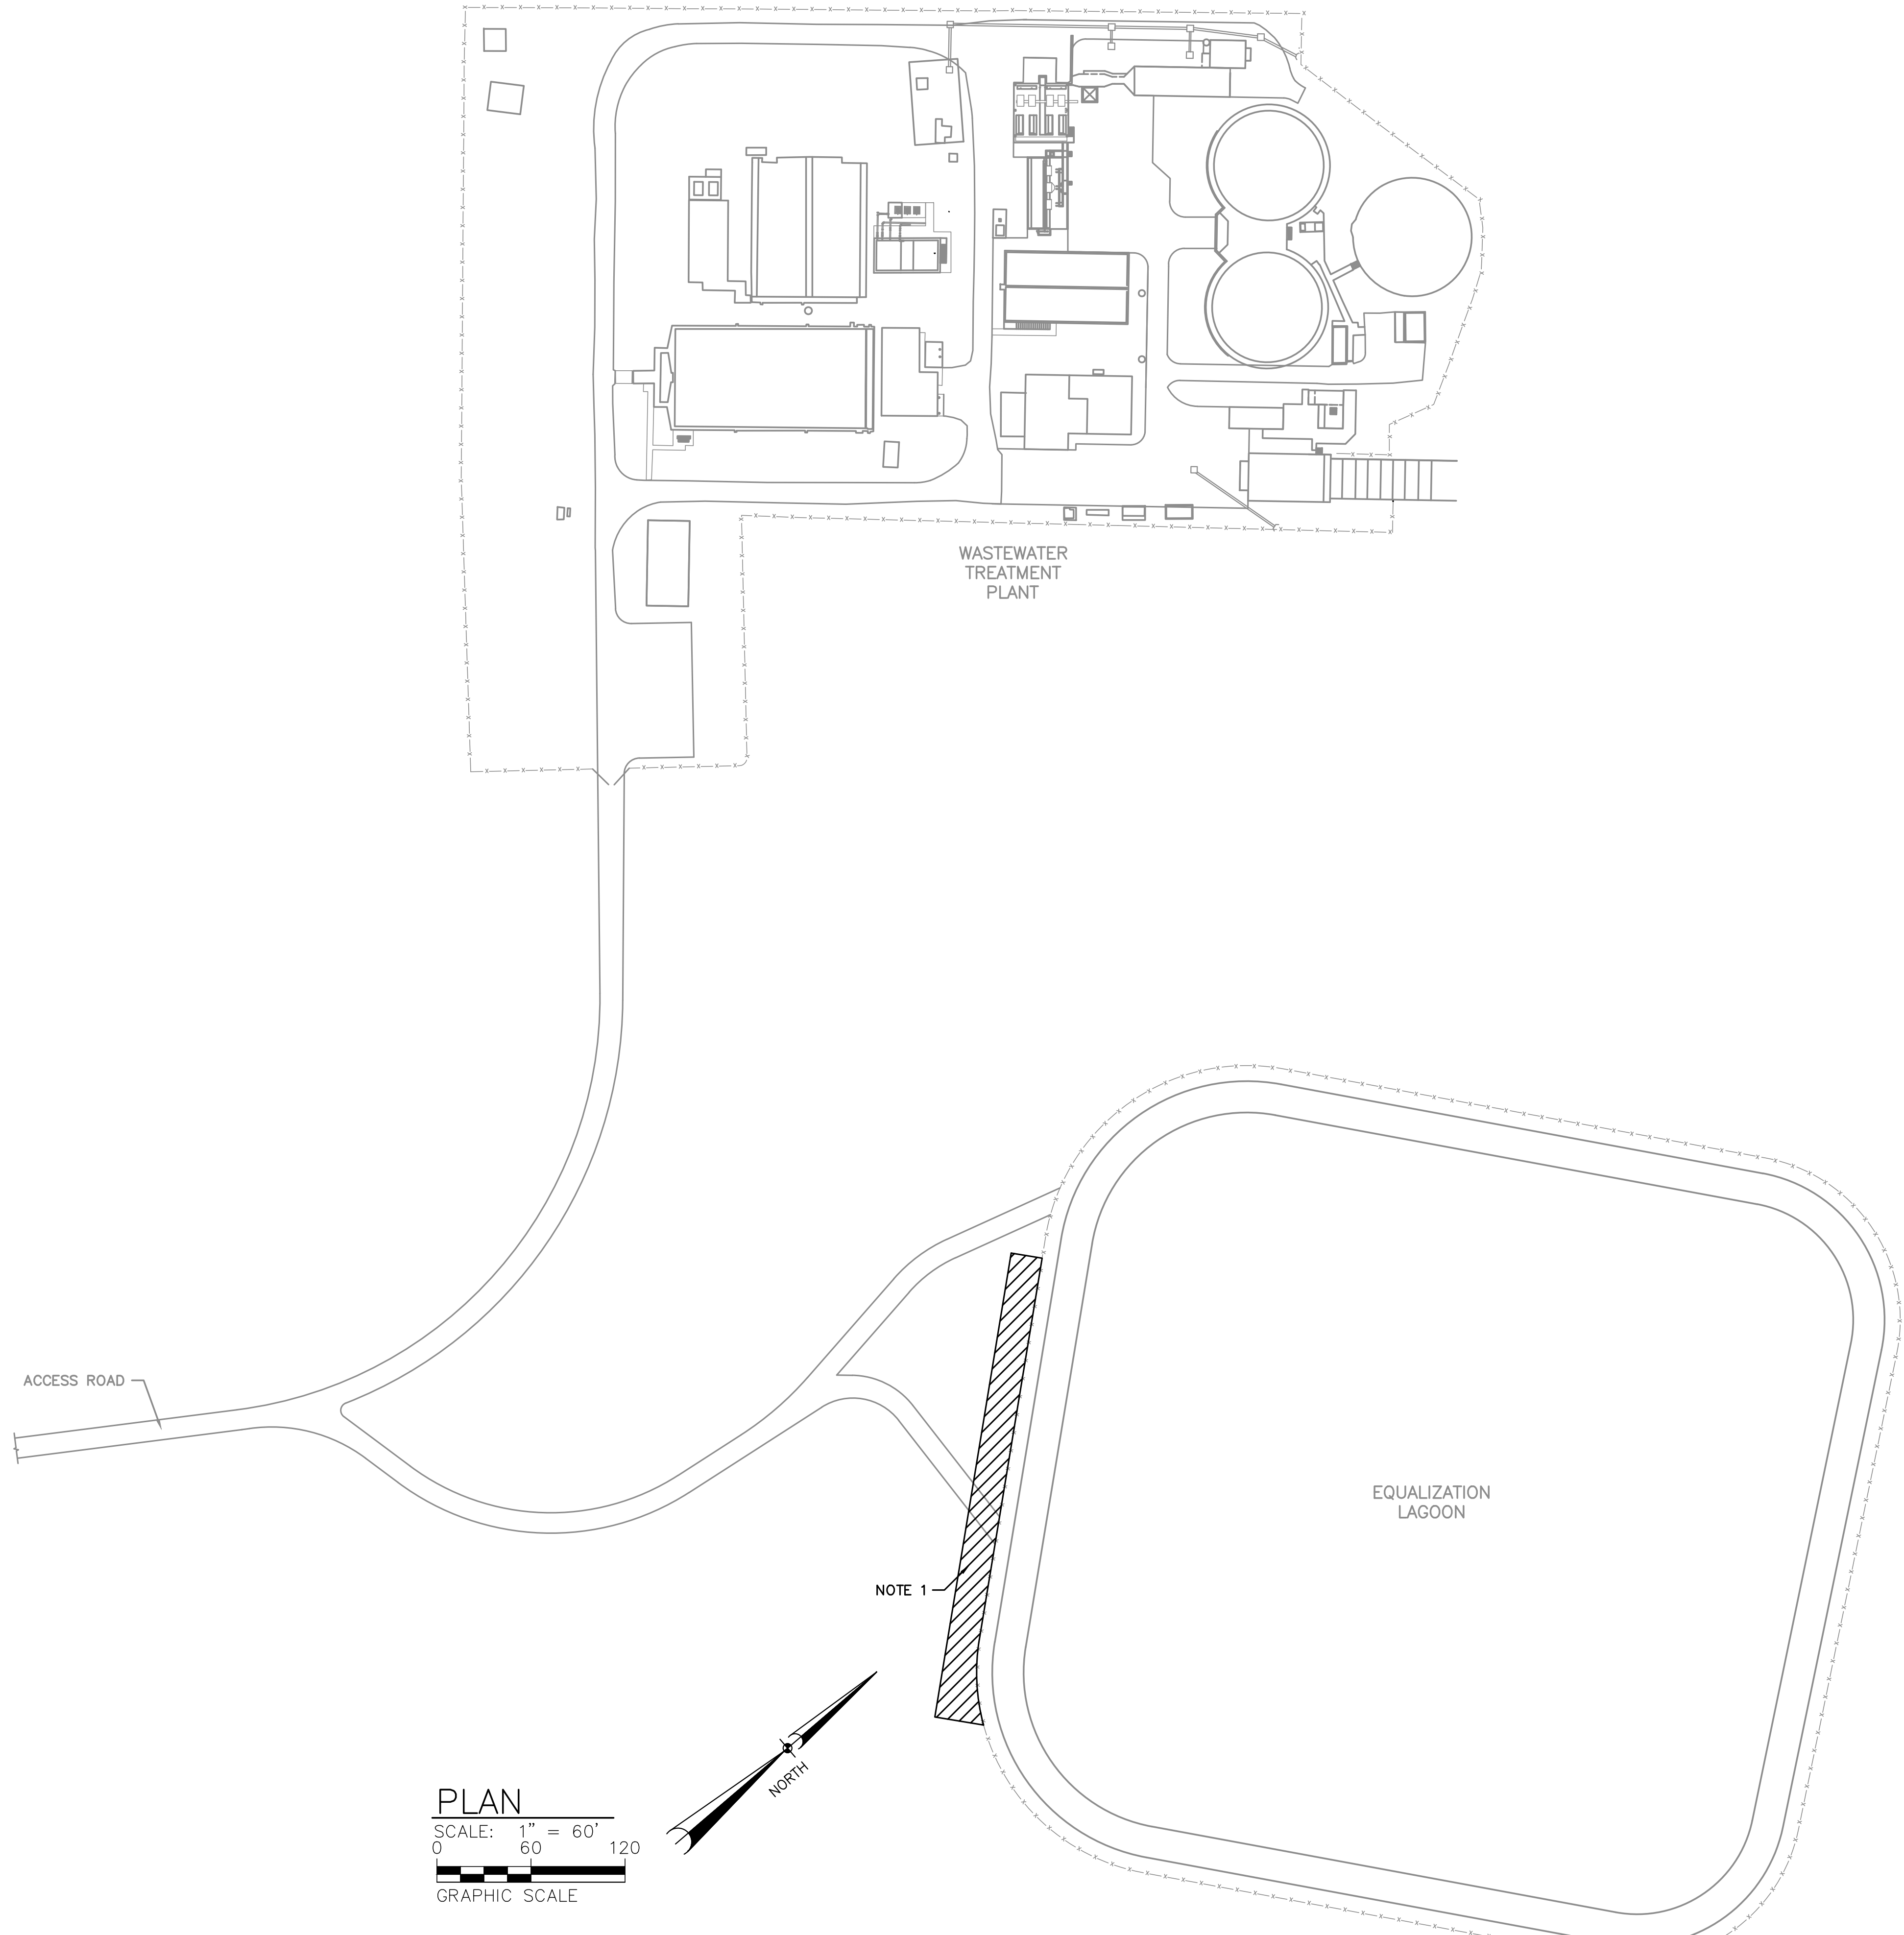 WASTEWATER
TREATMENT
PLANT
ACCESS ROAD
EQUALIZATION
LAGOON
NOTE 1
NORTH
PLAN
SCALE: 1" = 60'
0 60 120
GRAPHIC SCALE